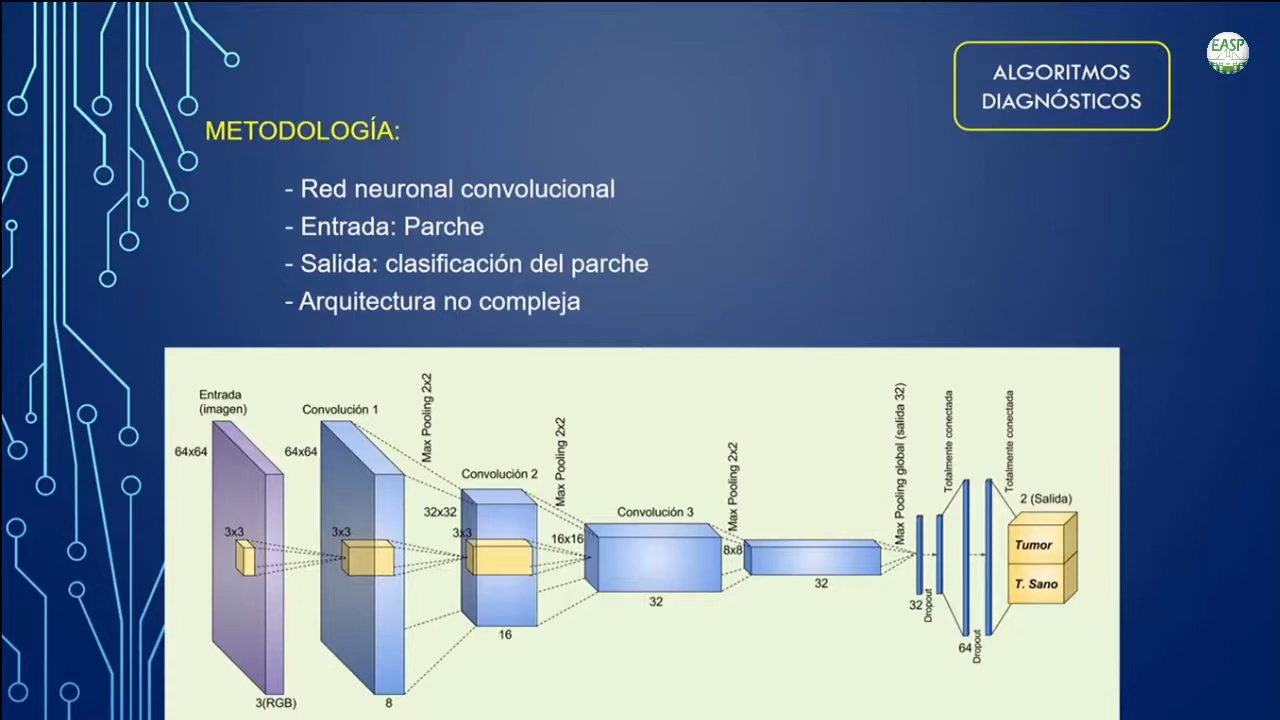 EASP
ALGORITMOS
DIAGNÓSTICOS
METODOLOGÍA:
- Red neuronal convolucional
- Entrada: Parche
- Salida: clasificación del parche
- Arquitectura no compleja
Entrada
(imagen)
64x64
3x3
3(RGB)
Convolución 1
64x64
3x3
8
Max Pooling 2x2
Convolución 2
32x32
3x3
16
Max Pooling 2x2
Convolución 3
16x16
32
Max Pooling 2x2
8x8
32
Max Pooling global (salida 32)
32
Dropout
Totalmente conectada
64
Dropout
Totalmente conectada
2 (Salida)
Tumor
T. Sano